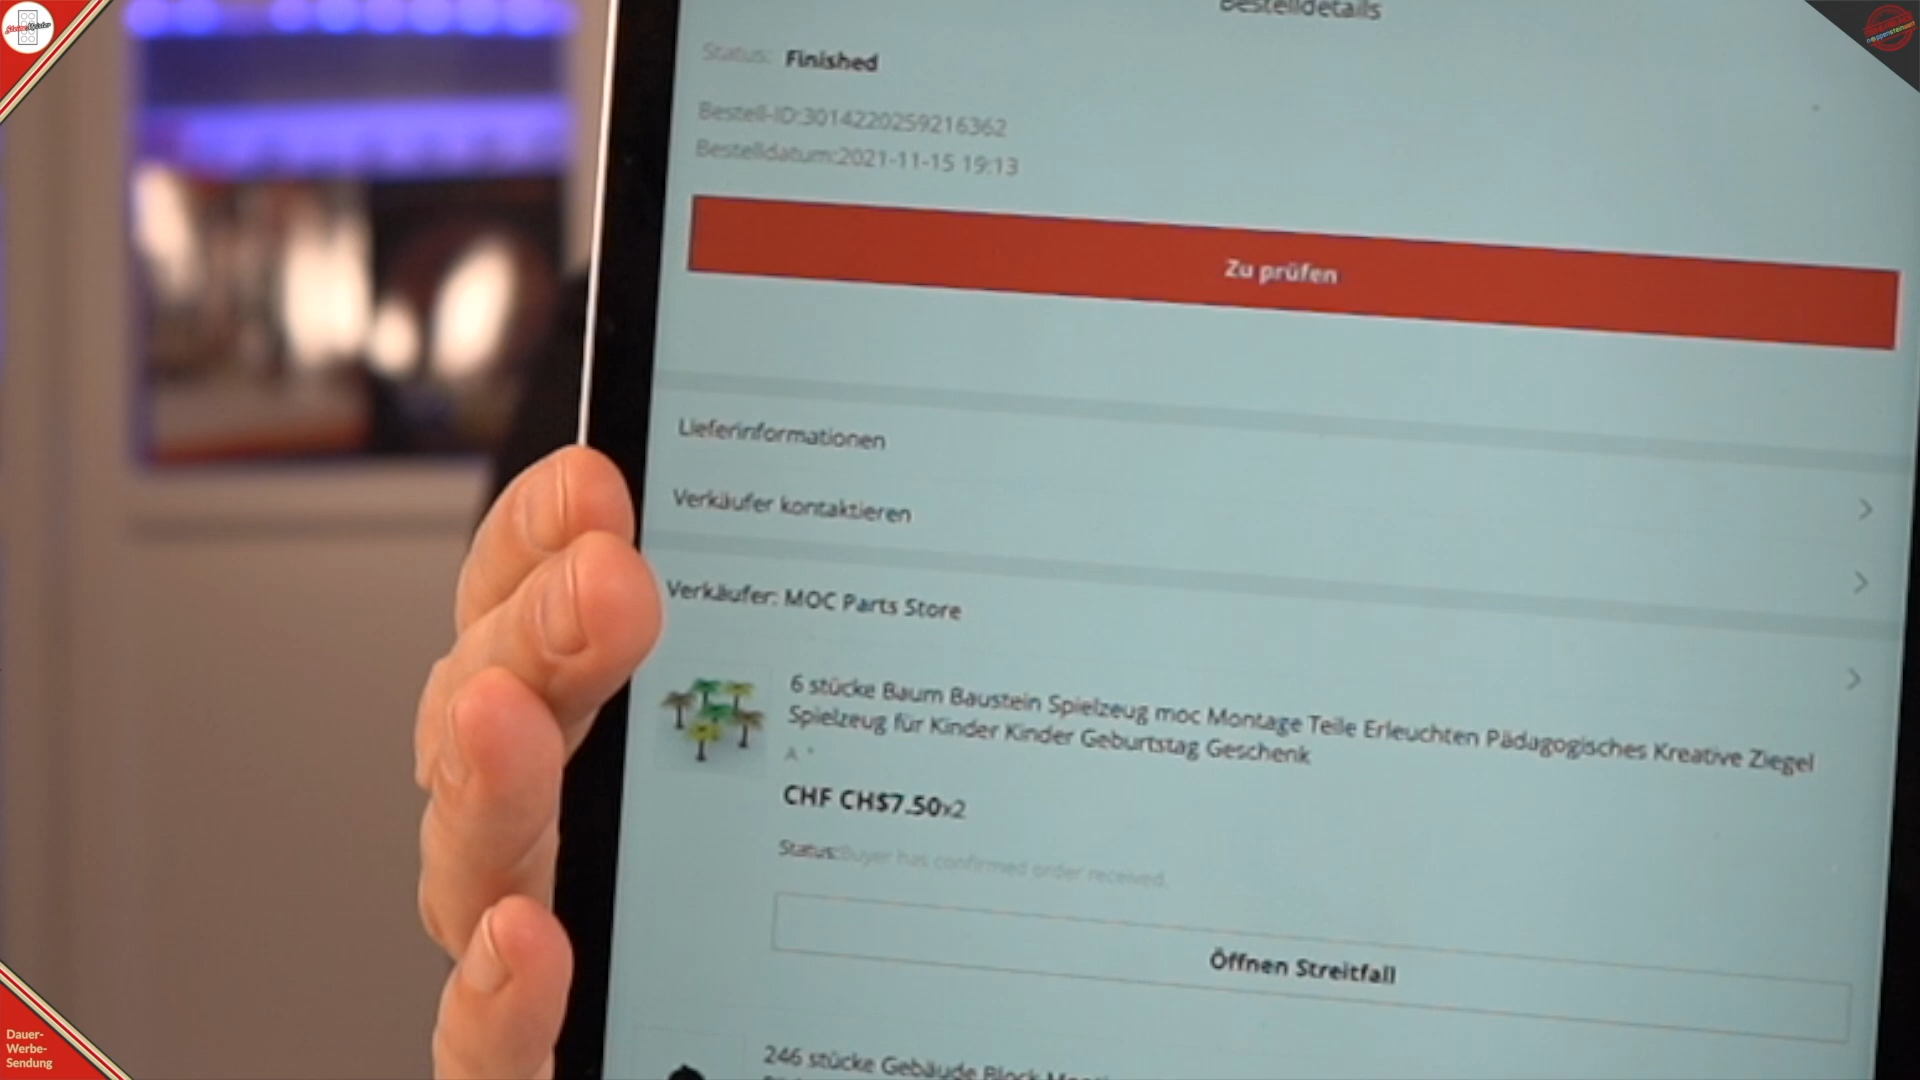 Bestelldetails
Status: Finished
Bestell-ID:3014220259216362
Bestelldatum:2021-11-15 19:13
Zu prüfen
Lieferinformationen
Verkäufer kontaktieren
Verkäufer: MOC Parts Store
6 stücke Baum Baustein Spielzeug moc Montage Teile Erleuchten Pädagogisches Kreative Ziegel
Spielzeug für Kinder Kinder Geburtstag Geschenk
A *
CHF CH$7.50x2
Status:Buyer has confirmed order received.
Öffnen Streitfall
246 stücke Gebäude Block
Dauer-
Werbe-
Sendung